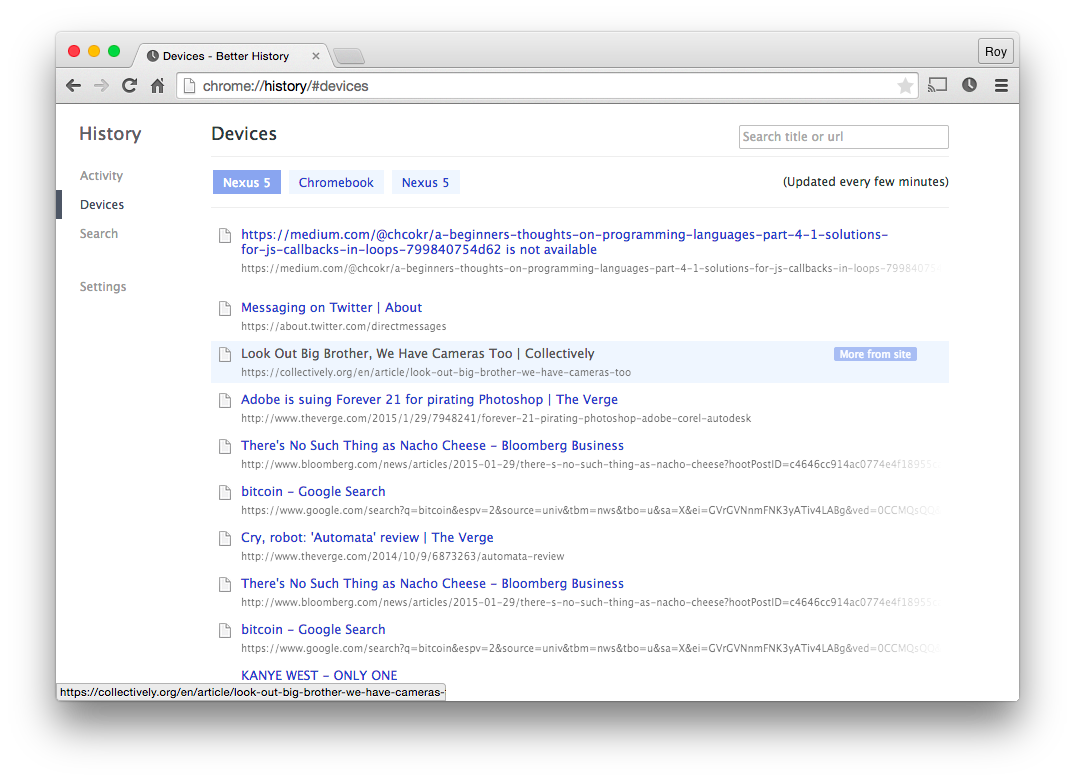 Devices - Better History
Roy
chrome://history/#devices
History
Devices
Search title or url
Activity
Devices
Search
Settings
Nexus 5
Chromebook
Nexus 5
(Updated every few minutes)
https://medium.com/@chcokr/a-beginners-thoughts-on-programming-languages-part-4-1-solutions-
for-js-callbacks-in-loops-799840754d62 is not available
https://medium.com/@chcokr/a-beginners-thoughts-on-programming-languages-part-4-1-solutions-for-js-callbacks-in-loops-79984075
Messaging on Twitter | About
https://about.twitter.com/directmessages
Look Out Big Brother, We Have Cameras Too | Collectively
More from site
https://collectively.org/en/article/look-out-big-brother-we-have-cameras-too
Adobe is suing Forever 21 for pirating Photoshop | The Verge
http://www.theverge.com/2015/1/29/7948241/forever-21-pirating-photoshop-adobe-corel-autodesk
There's No Such Thing as Nacho Cheese – Bloomberg Business
http://www.bloomberg.com/news/articles/2015-01-29/there-s-no-such-thing-as-nacho-cheese?hootPostID=c4646cc914ac0774e4f18955c
bitcoin – Google Search
https://www.google.com/search?q=bitcoin&espv=2&source=univ&tbm=nws&tbo=u&sa=X&ei=GVrGVNnmFNK3yATiv4LABg&ved=0CCMQsQQ
Cry, robot: 'Automata' review | The Verge
http://www.theverge.com/2014/10/9/6873263/automata-review
There's No Such Thing as Nacho Cheese – Bloomberg Business
http://www.bloomberg.com/news/articles/2015-01-29/there-s-no-such-thing-as-nacho-cheese?hootPostID=c4646cc914ac0774e4f18955c
bitcoin – Google Search
https://www.google.com/search?q=bitcoin&espv=2&source=univ&tbm=nws&tbo=u&sa=X&ei=GVrGVNnmFNK3yATiv4LABg&ved=0CCMQsQQ
KANYE WEST – ONLY ONE
https://collectively.org/en/article/look-out-big-brother-we-have-cameras-